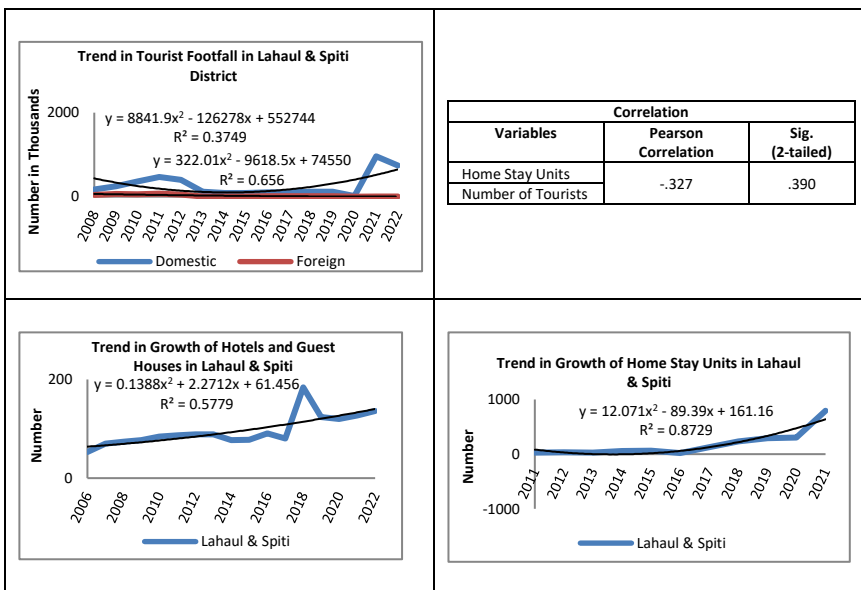 Trend in Tourist Footfall in Lahaul & Spiti
District
Number in Thousands
2000
0
y = 8841.9x² - 126278x + 552744
R² = 0.3749
y = 322.01x² - 9618.5x + 74550
R² = 0.656
2008 2009 2010 2011 2012 2013 2014 2015 2016 2017 2018 2019 2020 2021 2022
Domestic Foreign
Correlation
Variables Pearson Correlation Sig. (2-tailed)
Home Stay Units
Number of Tourists
-.327 .390
Trend in Growth of Hotels and Guest
Houses in Lahaul & Spiti
Number
200
0
y = 0.1388x² + 2.2712x + 61.456
R² = 0.5779
2006 2008 2010 2012 2014 2016 2018 2020 2022
Lahaul & Spiti
Trend in Growth of Home Stay Units in Lahaul
& Spiti
Number
1000
0
-1000
y = 12.071x² - 89.39x + 161.16
R² = 0.8729
2011 2012 2013 2014 2015 2016 2017 2018 2019 2020 2021
Lahaul & Spiti